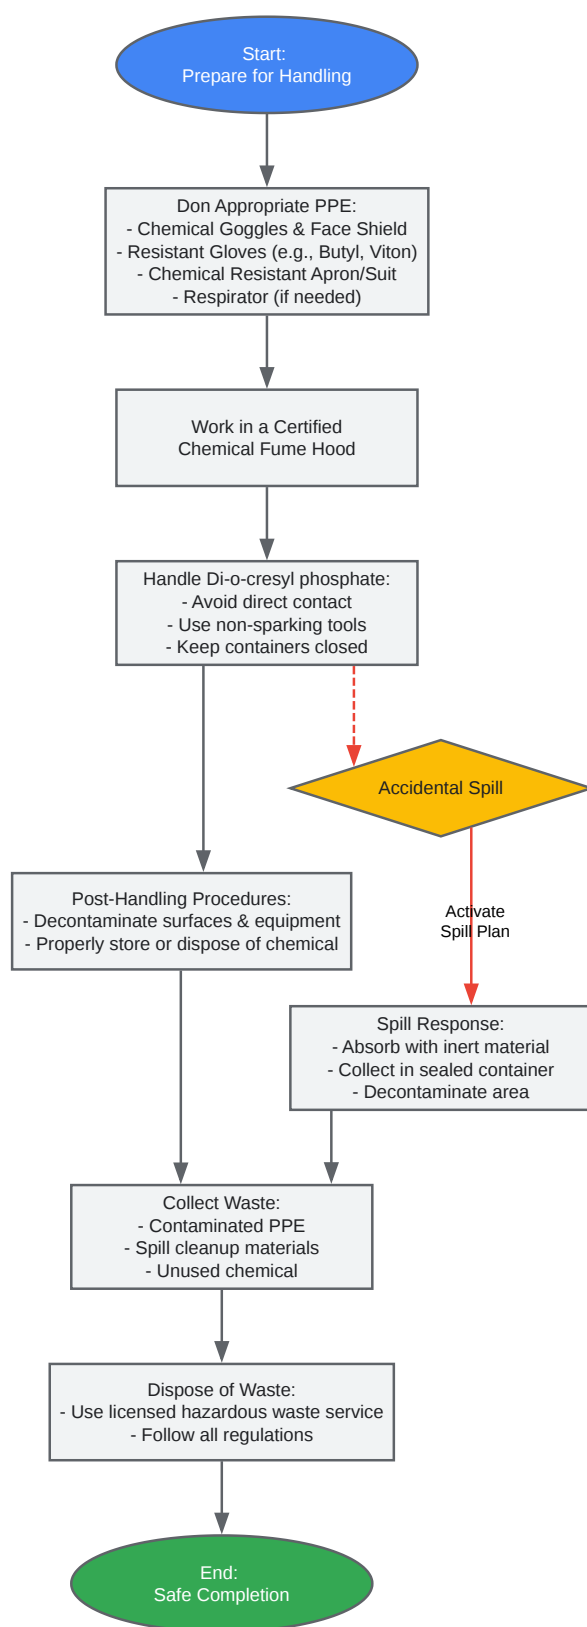 Start:
Prepare for Handling
Don Appropriate PPE:
- Chemical Goggles & Face Shield
- Resistant Gloves (e.g., Butyl, Viton)
- Chemical Resistant Apron/Suit
- Respirator (if needed)
Work in a Certified
Chemical Fume Hood
Handle Di-o-cresyl phosphate:
- Avoid direct contact
- Use non-sparking tools
- Keep containers closed
Accidental Spill
Post-Handling Procedures:
- Decontaminate surfaces & equipment
- Properly store or dispose of chemical
Activate
Spill Plan
Spill Response:
- Absorb with inert material
- Collect in sealed container
- Decontaminate area
Collect Waste:
- Contaminated PPE
- Spill cleanup materials
- Unused chemical
Dispose of Waste:
- Use licensed hazardous waste service
- Follow all regulations
End:
Safe Completion